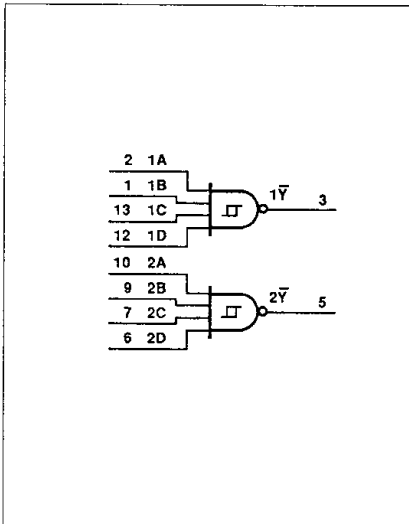 2 1A
1 1B
13 1C
12 1D
1Y̅ 3
10 2A
9 2B
7 2C
6 2D
2Y̅ 5